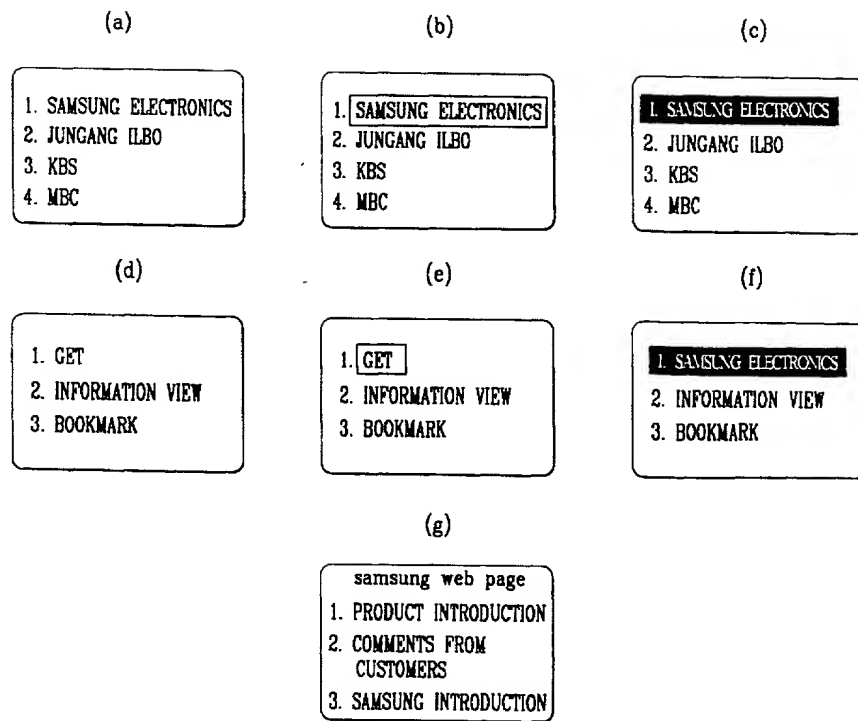 (a)
1. SAMSUNG ELECTRONICS
2. JUNGANG ILBO
3. KBS
4. MBC
(b)
1. SAMSUNG ELECTRONICS
2. JUNGANG ILBO
3. KBS
4. MBC
(c)
1. SAMSUNG ELECTRONICS
2. JUNGANG ILBO
3. KBS
4. MBC
(d)
1. GET
2. INFORMATION VIEW
3. BOOKMARK
(e)
1. GET
2. INFORMATION VIEW
3. BOOKMARK
(f)
1. SAMSUNG ELECTRONICS
2. INFORMATION VIEW
3. BOOKMARK
(g)
samsung web page
1. PRODUCT INTRODUCTION
2. COMMENTS FROM
CUSTOMERS
3. SAMSUNG INTRODUCTION